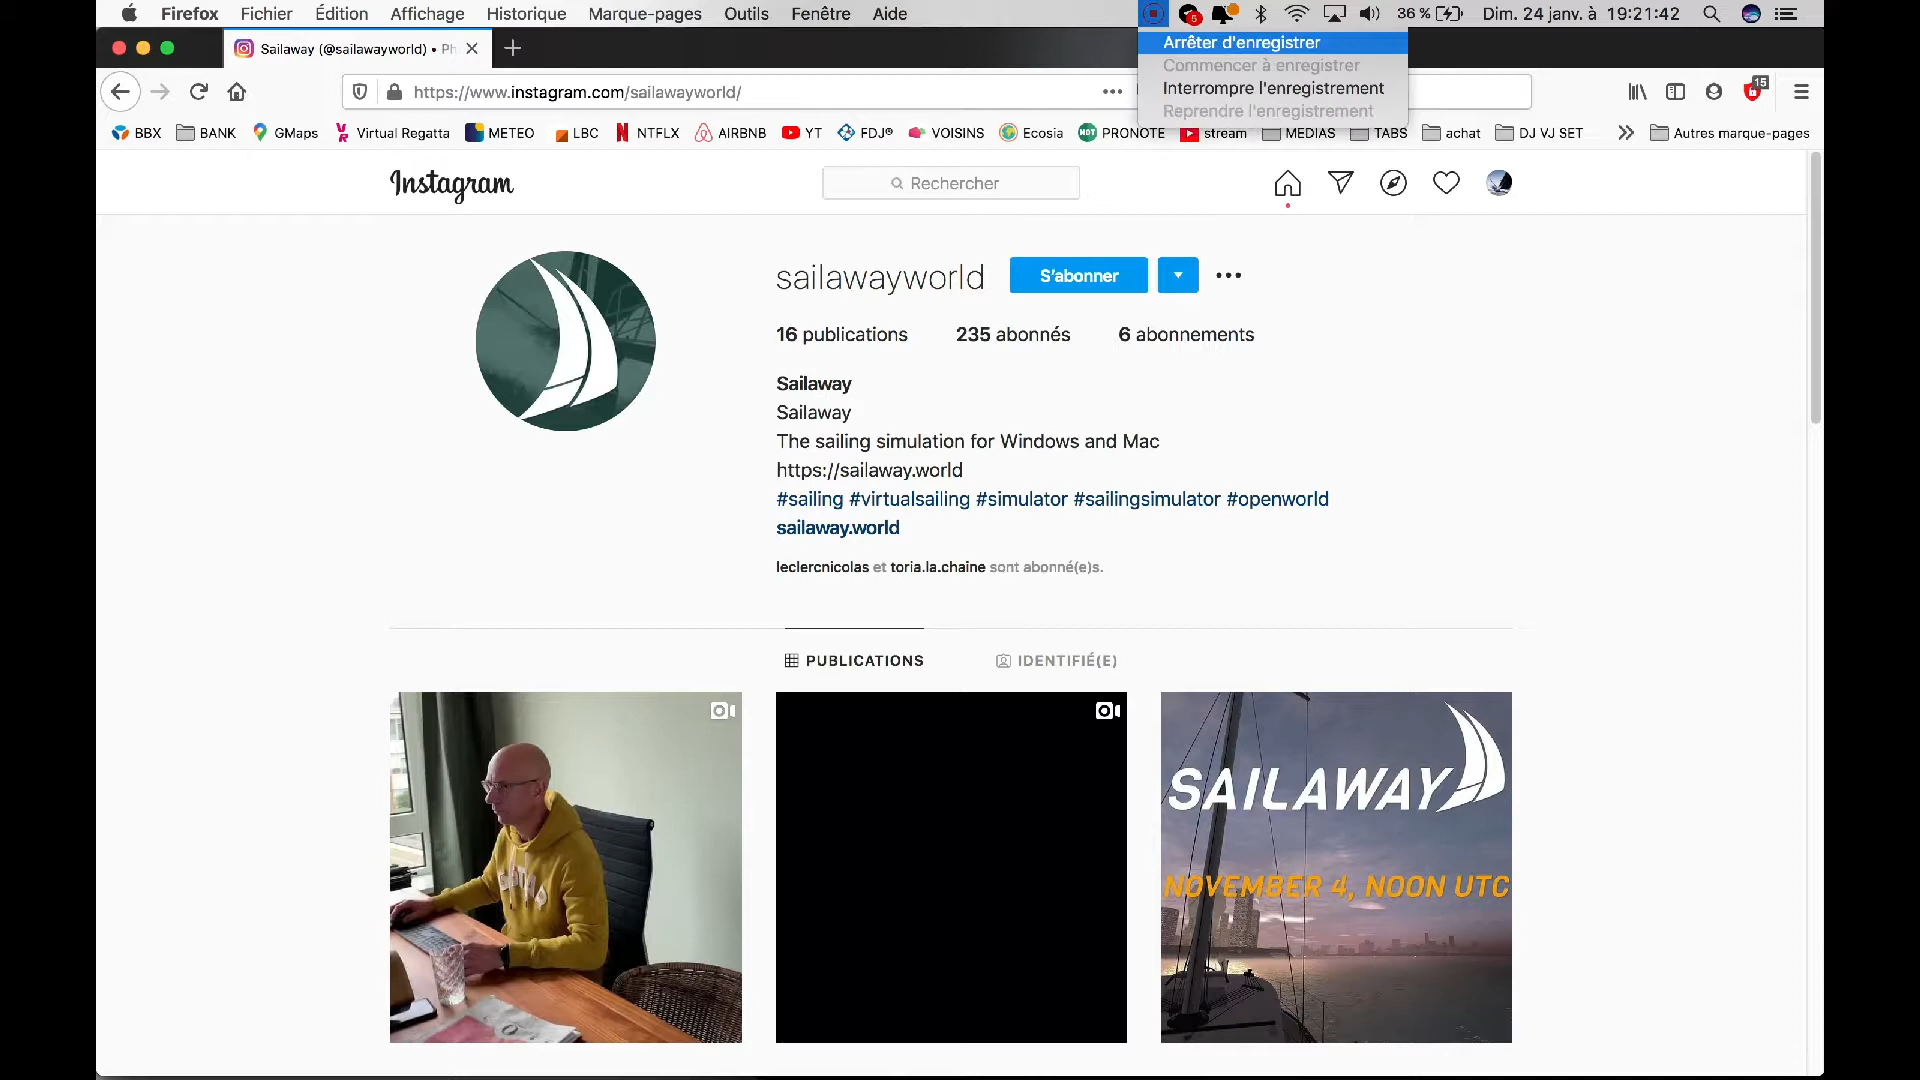 Firefox Fichier Édition Affichage Historique Marque-pages Outils Fenêtre Aide 5 36 % Dim. 24 janv. à 19:21:42
Sailaway (@sailawayworld) • Ph
Arrêter d'enregistrer
Commencer à enregistrer
Interrompre l'enregistrement
Reprendre l'enregistrement
https://www.instagram.com/sailawayworld/
15
BBX BANK GMaps Virtual Regatta METEO LBC NTFLX AIRBNB YT FDJ® VOISINS Ecosia PRONOTE stream MEDIAS TABS achat DJ VJ SET Autres marque-pages
Instagram
Rechercher
sailawayworld S'abonner
16 publications 235 abonnés 6 abonnements
Sailaway
Sailaway
The sailing simulation for Windows and Mac
https://sailaway.world
#sailing #virtualsailing #simulator #sailingsimulator #openworld
sailaway.world
leclercnicolas et toria.la.chaine sont abonné(e)s.
PUBLICATIONS IDENTIFIÉ(E)
SAILAWAY
NOVEMBER 4, NOON UTC